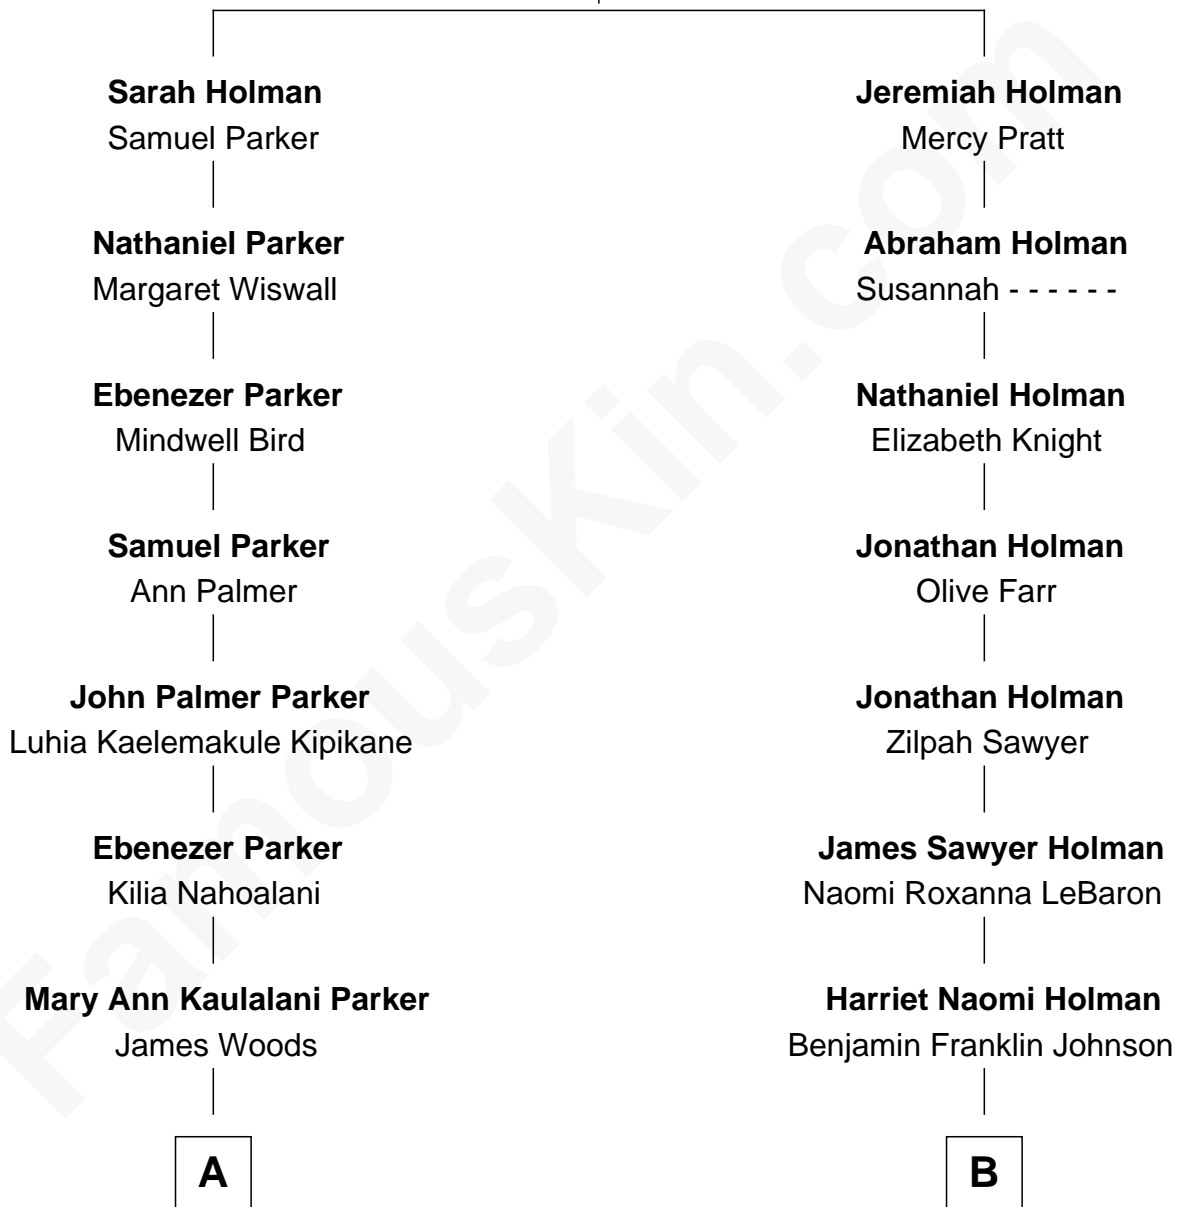 Sarah Holman
Samuel Parker
Nathaniel Parker
Margaret Wiswall
Ebenezer Parker
Mindwell Bird
Samuel Parker
Ann Palmer
John Palmer Parker
Luhia Kaelemakule Kipikane
Ebenezer Parker
Kilia Nahoalani
Mary Ann Kaulalani Parker
James Woods
A
Jeremiah Holman
Mercy Pratt
Abraham Holman
Susannah - - - - - -
Nathaniel Holman
Elizabeth Knight
Jonathan Holman
Olive Farr
Jonathan Holman
Zilpah Sawyer
James Sawyer Holman
Naomi Roxanna LeBaron
Harriet Naomi Holman
Benjamin Franklin Johnson
B
FamousKin.com